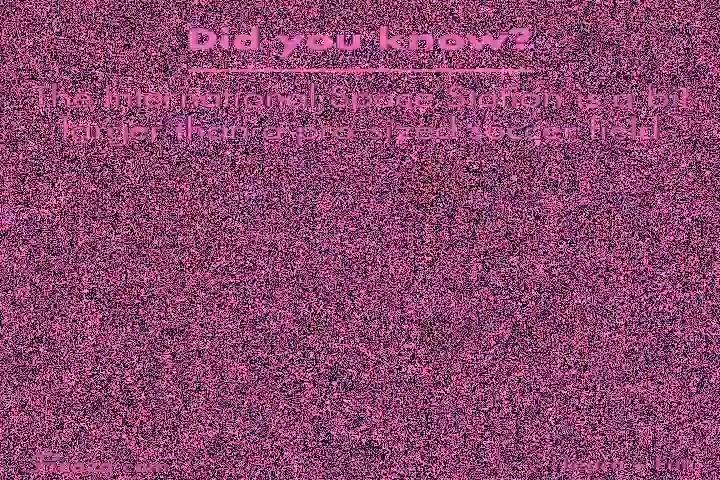 Did you know?
The International Space Station is a bit
larger than a pro sized soccer field